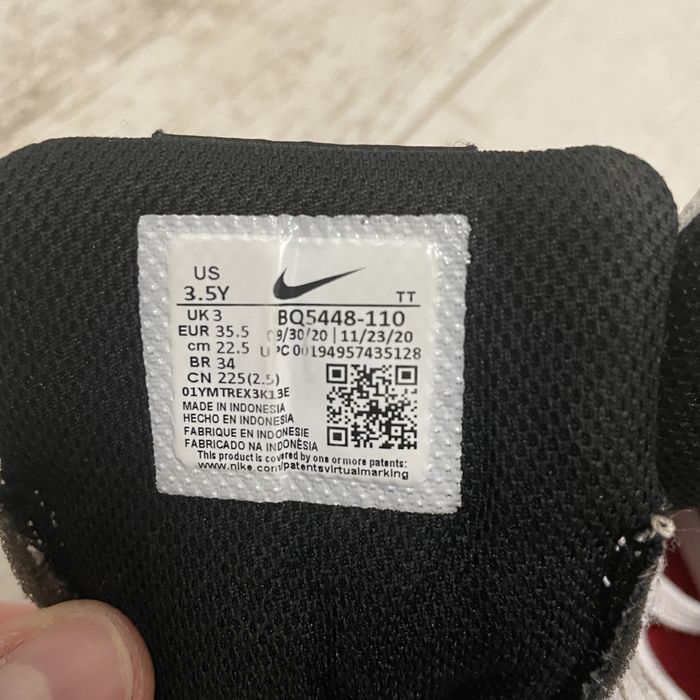 US
3.5Y
TT
UK 3
BQ5448-110
EUR 35.5
09/30/20 | 11/23/20
cm 22.5
UPC 00194957435128
BR 34
CN 225(2.5)
01YMTREX3K13E
MADE IN INDONESIA
HECHO EN INDONESIA
FABRIQUE EN INDONESIE
FABRICADO NA INDONÉSIA
This product is covered by one or more patents:
www.nike.com/patentsvirtualmarking